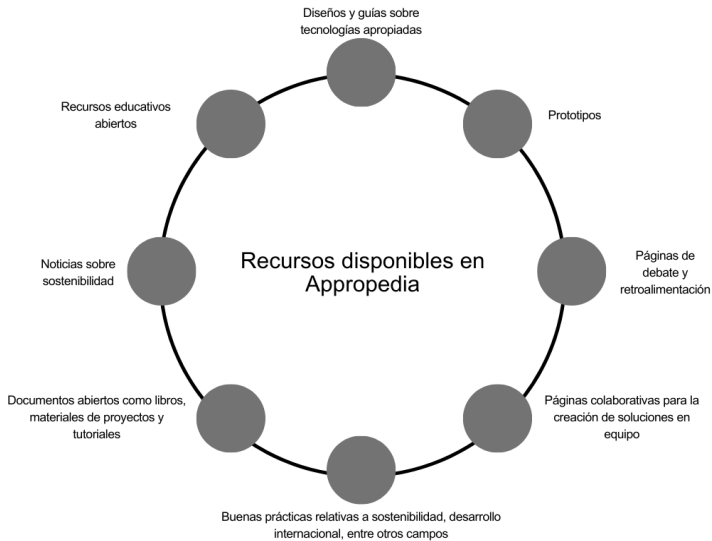 Diseños y guías sobre
tecnologías apropiadas
Recursos educativos
abiertos
Prototipos
Noticias sobre
sostenibilidad
Recursos disponibles en
Appropedia
Páginas de
debate y
retroalimentación
Documentos abiertos como libros,
materiales de proyectos y
tutoriales
Páginas colaborativas para la
creación de soluciones en
equipo
Buenas prácticas relativas a sostenibilidad, desarrollo
internacional, entre otros campos